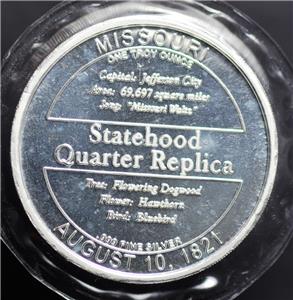 MISSOURI
ONE TROY OUNCE
Capital: Jefferson City
Area: 69,697 square miles
Song: "Missouri Waltz"
Statehood
Quarter Replica
Tree: Flowering Dogwood
Flower: Hawthorn
Bird: Bluebird
.999 FINE SILVER
AUGUST 10, 1821